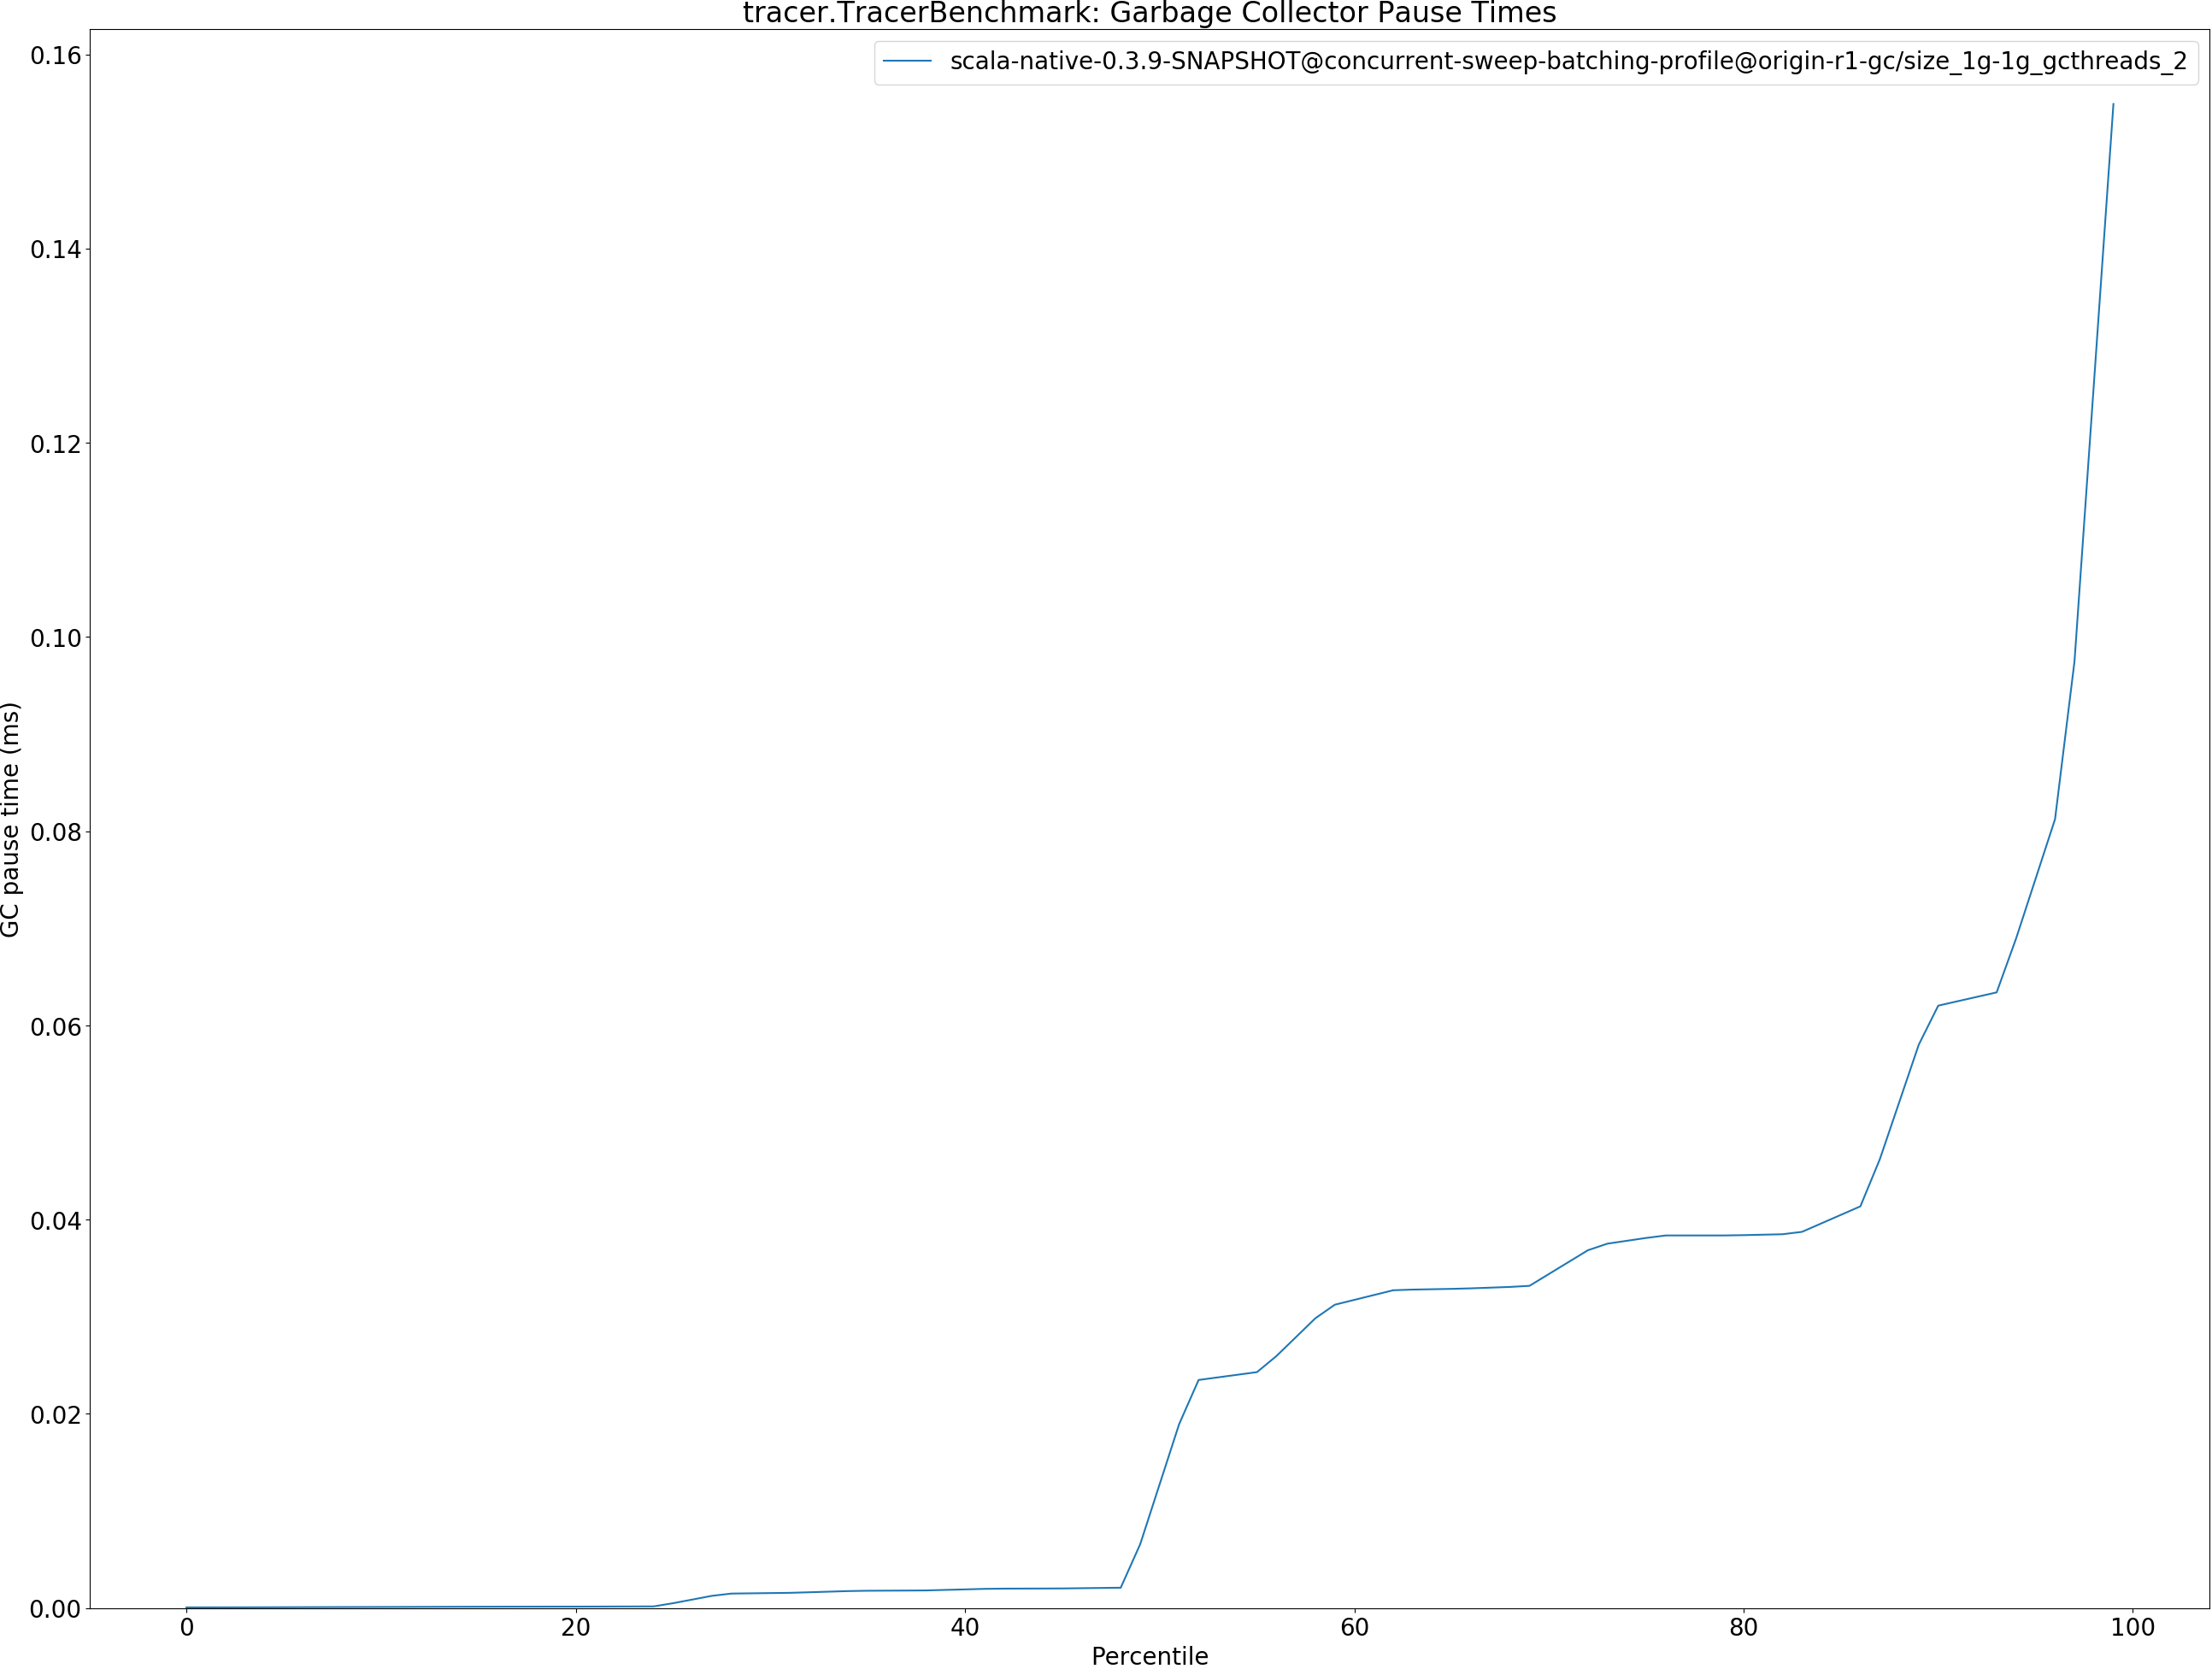 tracer.TracerBenchmark: Garbage Collector Pause Times
scala-native-0.3.9-SNAPSHOT@concurrent-sweep-batching-profile@origin-r1-gc/size_1g-1g_gcthreads_2
GC pause time (ms)
0.16
0.14
0.12
0.10
0.08
0.06
0.04
0.02
0.00
0 20 40 60 80 100
Percentile